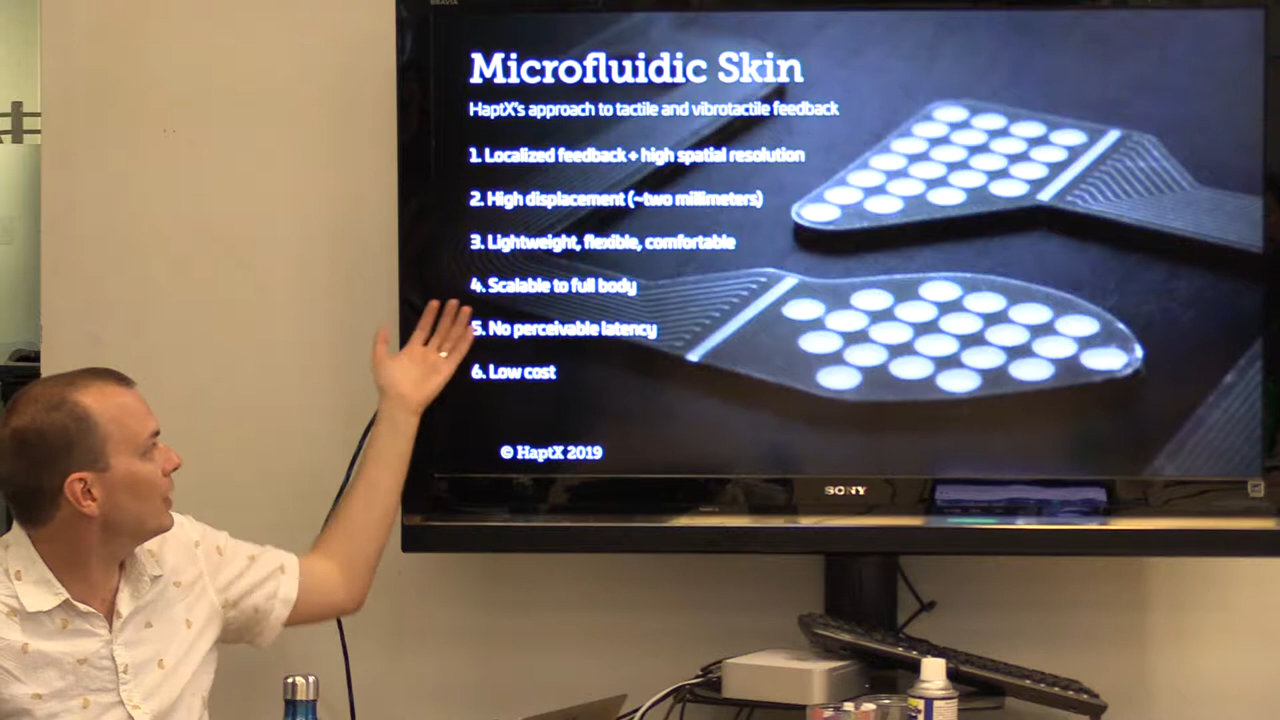 BRAVIA
Microfluidic Skin
HaptX's approach to tactile and vibrotactile feedback
1. Localized feedback + high spatial resolution
2. High displacement (~two millimeters)
3. Lightweight, flexible, comfortable
4. Scalable to full body
5. No perceivable latency
6. Low cost
© HaptX 2019
SONY